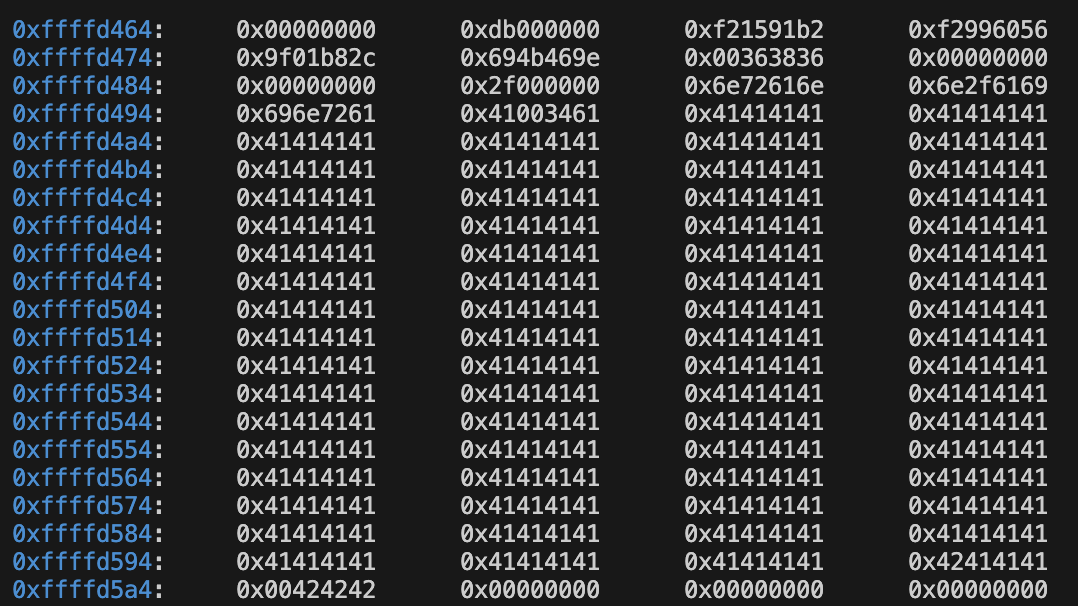 0xffffd464: 0x00000000 0xdb000000 0xf21591b2 0xf2996056
0xffffd474: 0x9f01b82c 0x694b469e 0x00363836 0x00000000
0xffffd484: 0x00000000 0x2f000000 0x6e72616e 0x6e2f6169
0xffffd494: 0x696e7261 0x41003461 0x41414141 0x41414141
0xffffd4a4: 0x41414141 0x41414141 0x41414141 0x41414141
0xffffd4b4: 0x41414141 0x41414141 0x41414141 0x41414141
0xffffd4c4: 0x41414141 0x41414141 0x41414141 0x41414141
0xffffd4d4: 0x41414141 0x41414141 0x41414141 0x41414141
0xffffd4e4: 0x41414141 0x41414141 0x41414141 0x41414141
0xffffd4f4: 0x41414141 0x41414141 0x41414141 0x41414141
0xffffd504: 0x41414141 0x41414141 0x41414141 0x41414141
0xffffd514: 0x41414141 0x41414141 0x41414141 0x41414141
0xffffd524: 0x41414141 0x41414141 0x41414141 0x41414141
0xffffd534: 0x41414141 0x41414141 0x41414141 0x41414141
0xffffd544: 0x41414141 0x41414141 0x41414141 0x41414141
0xffffd554: 0x41414141 0x41414141 0x41414141 0x41414141
0xffffd564: 0x41414141 0x41414141 0x41414141 0x41414141
0xffffd574: 0x41414141 0x41414141 0x41414141 0x41414141
0xffffd584: 0x41414141 0x41414141 0x41414141 0x41414141
0xffffd594: 0x41414141 0x41414141 0x41414141 0x42414141
0xffffd5a4: 0x00424242 0x00000000 0x00000000 0x00000000